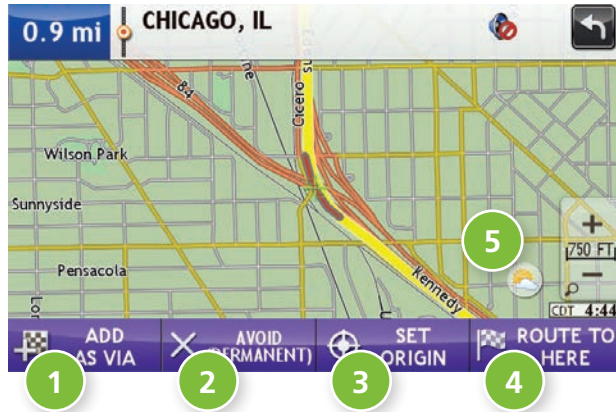 0.9 mi
CHICAGO, IL
84
Cicero
Edens
Wilson Park
Sunnyside
Pensacola
Kennedy
5
+
750 FT
−
CDT 4:44
ADD
AS VIA
AVOID
(PERMANENT)
SET
ORIGIN
ROUTE TO
HERE
1
2
3
4